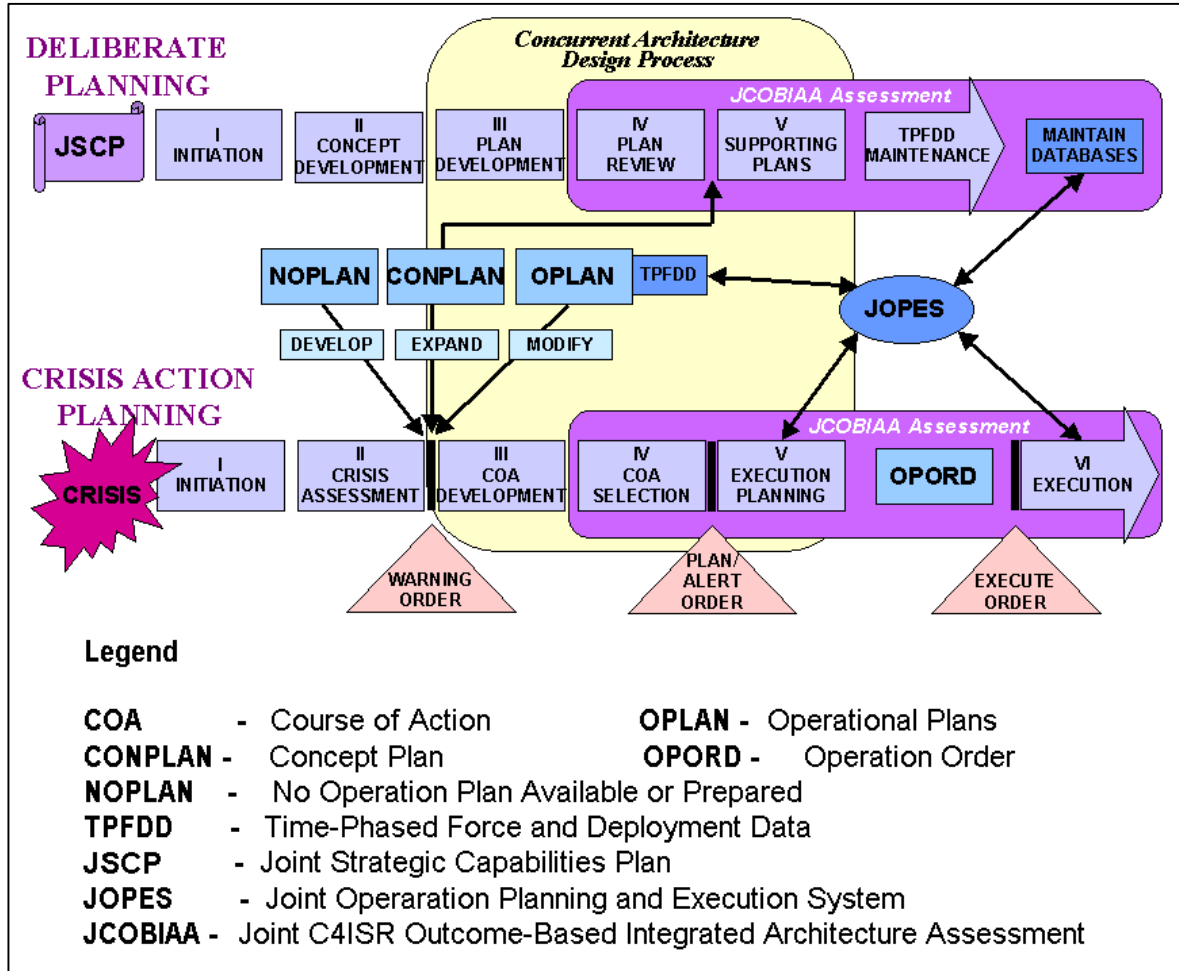 Concurrent Architecture
Design Process
DELIBERATE
PLANNING
JCOBIAA Assessment
JSCP
I
INITIATION
II
CONCEPT
DEVELOPMENT
III
PLAN
DEVELOPMENT
IV
PLAN
REVIEW
V
SUPPORTING
PLANS
TPFDD
MAINTENANCE
MAINTAIN
DATABASES
NOPLAN
CONPLAN
OPLAN
TPFDD
JOPES
DEVELOP
EXPAND
MODIFY
CRISIS ACTION
PLANNING
JCOBIAA Assessment
CRISIS
I
INITIATION
II
CRISIS
ASSESSMENT
III
COA
DEVELOPMENT
IV
COA
SELECTION
V
EXECUTION
PLANNING
OPORD
VI
EXECUTION
WARNING
ORDER
PLAN/
ALERT
ORDER
EXECUTE
ORDER
Legend
COA - Course of Action
OPLAN - Operational Plans
CONPLAN - Concept Plan
OPORD - Operation Order
NOPLAN - No Operation Plan Available or Prepared
TPFDD - Time-Phased Force and Deployment Data
JSCP - Joint Strategic Capabilities Plan
JOPES - Joint Operaration Planning and Execution System
JCOBIAA - Joint C4ISR Outcome-Based Integrated Architecture Assessment